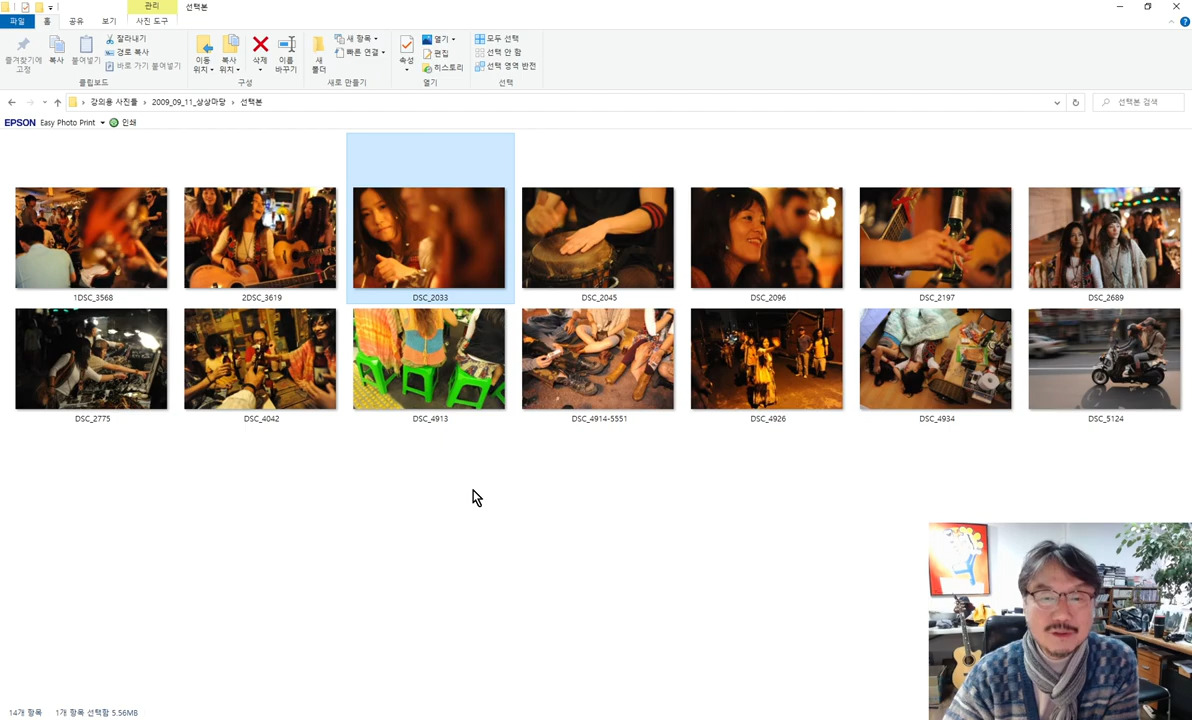 관리
선택본
파일
홈
공유
보기
사진 도구
즐겨찾기에
고정
복사
붙여넣기
잘라내기
경로 복사
바로 가기 붙여넣기
클립보드
이동
위치
복사
위치
삭제
이름
바꾸기
구성
새
폴더
새 항목
빠른 연결
새로 만들기
속성
열기
편집
히스토리
열기
모두 선택
선택 안 함
선택 영역 반전
선택
강의용 사진들 › 2009_09_11_상상마당 › 선택본
선택본 검색
EPSON Easy Photo Print 인쇄
1DSC_3568
2DSC_3619
DSC_2033
DSC_2045
DSC_2096
DSC_2197
DSC_2689
DSC_2775
DSC_4042
DSC_4913
DSC_4914-5551
DSC_4926
DSC_4934
DSC_5124
14개 항목 1개 항목 선택함 5.56MB